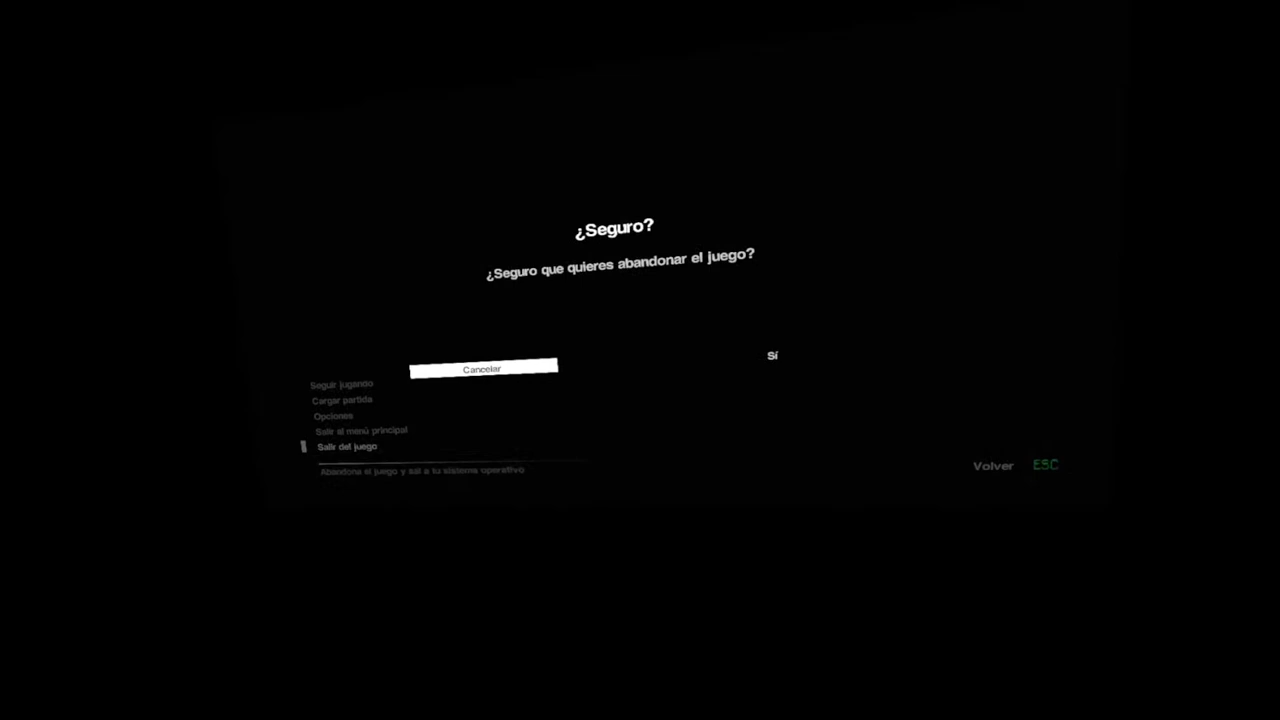 ¿Seguro?
¿Seguro que quieres abandonar el juego?
Cancelar
Sí
Seguir jugando
Cargar partida
Opciones
Salir al menú principal
Salir del juego
Abandona el juego y sal a tu sistema operativo
Volver ESC